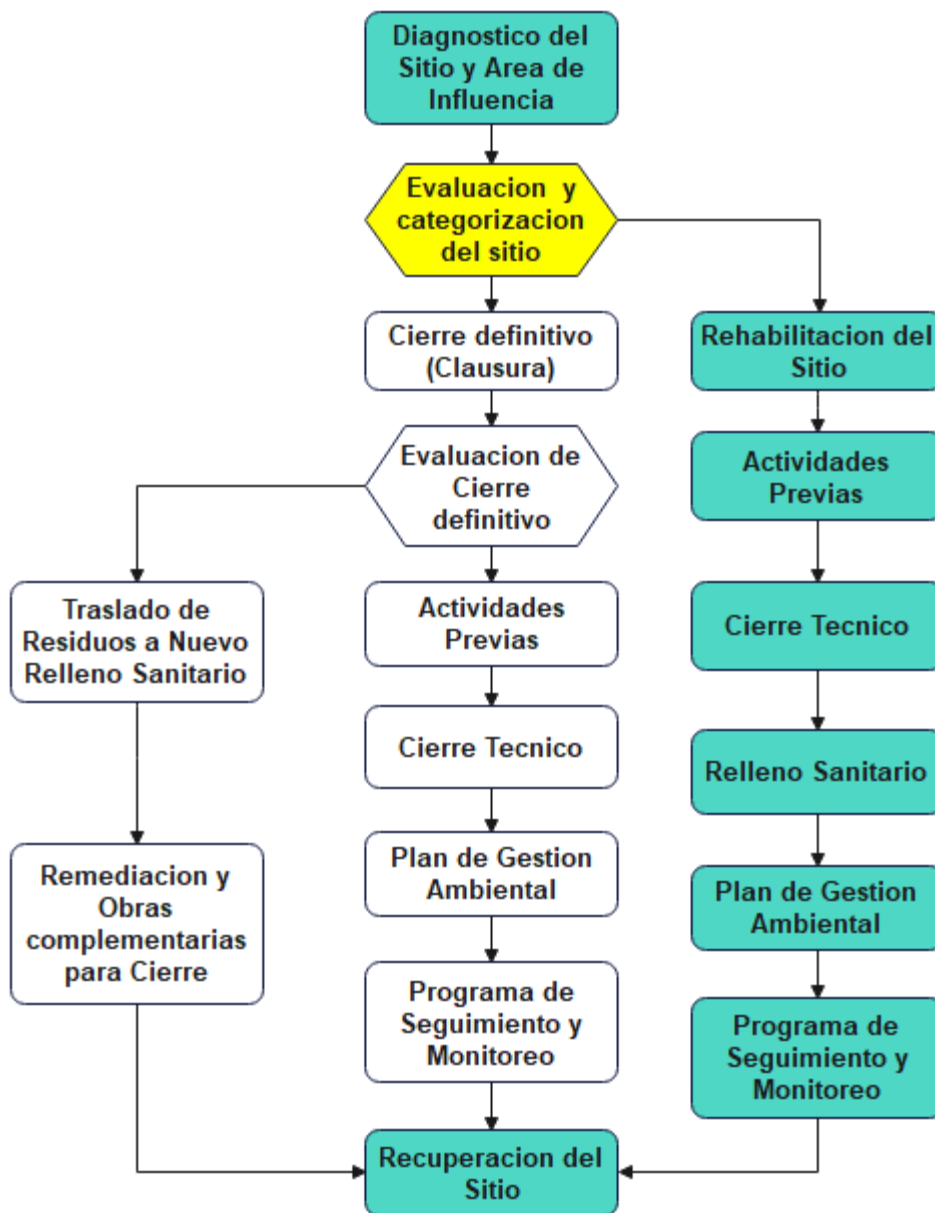 Diagnostico del
Sitio y Area de
Influencia
Evaluacion y
categorizacion
del sitio
Cierre definitivo
(Clausura)
Rehabilitacion del
Sitio
Evaluacion de
Cierre
definitivo
Actividades
Previas
Traslado de
Residuos a Nuevo
Relleno Sanitario
Actividades
Previas
Cierre Tecnico
Cierre Tecnico
Relleno Sanitario
Remediacion y
Obras
complementarias
para Cierre
Plan de Gestion
Ambiental
Plan de Gestion
Ambiental
Programa de
Seguimiento y
Monitoreo
Programa de
Seguimiento y
Monitoreo
Recuperacion del
Sitio